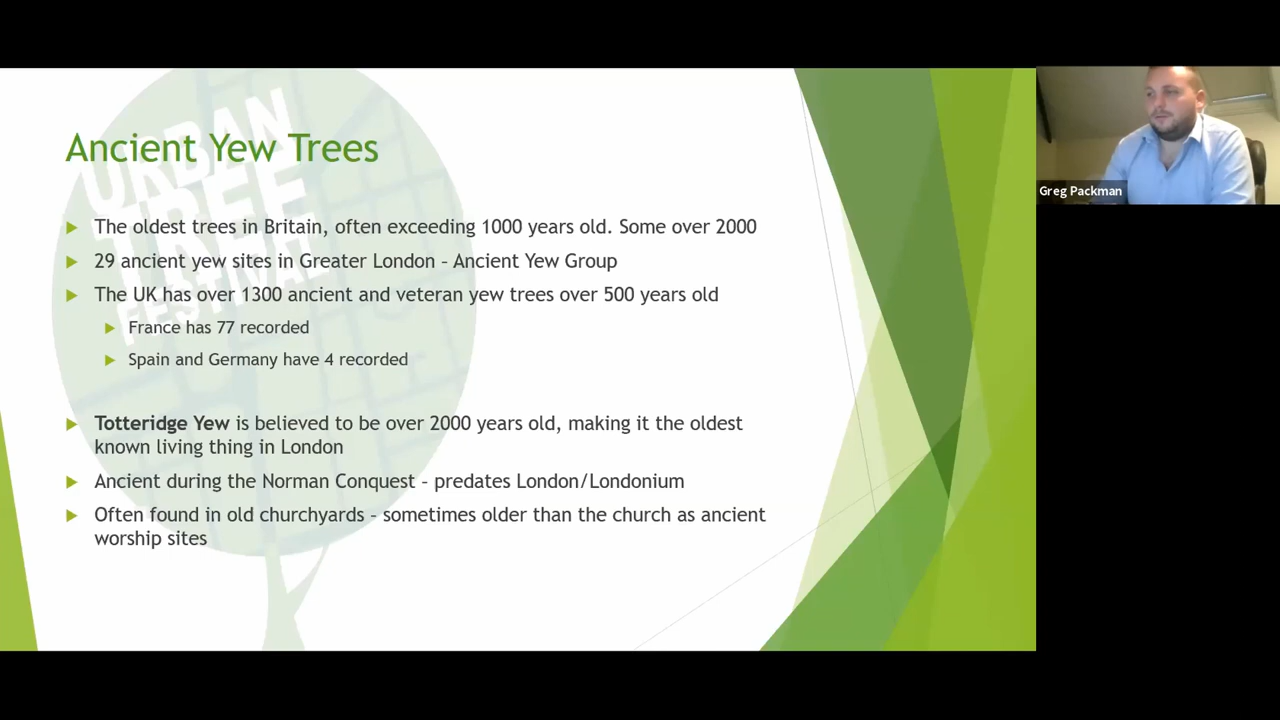 Ancient Yew Trees
The oldest trees in Britain, often exceeding 1000 years old. Some over 2000
29 ancient yew sites in Greater London – Ancient Yew Group
The UK has over 1300 ancient and veteran yew trees over 500 years old
France has 77 recorded
Spain and Germany have 4 recorded
Totteridge Yew is believed to be over 2000 years old, making it the oldest
known living thing in London
Ancient during the Norman Conquest – predates London/Londonium
Often found in old churchyards – sometimes older than the church as ancient
worship sites
URBAN
TREE
FESTIVAL
Greg Packman